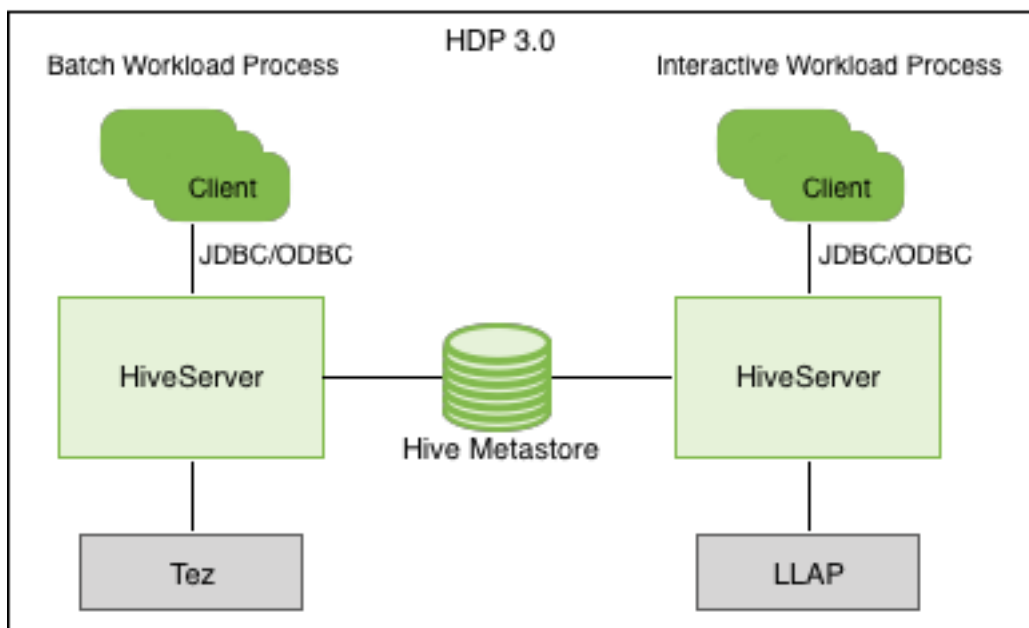 HDP 3.0
Batch Workload Process
Interactive Workload Process
Client
Client
JDBC/ODBC
JDBC/ODBC
HiveServer
HiveServer
Hive Metastore
Tez
LLAP